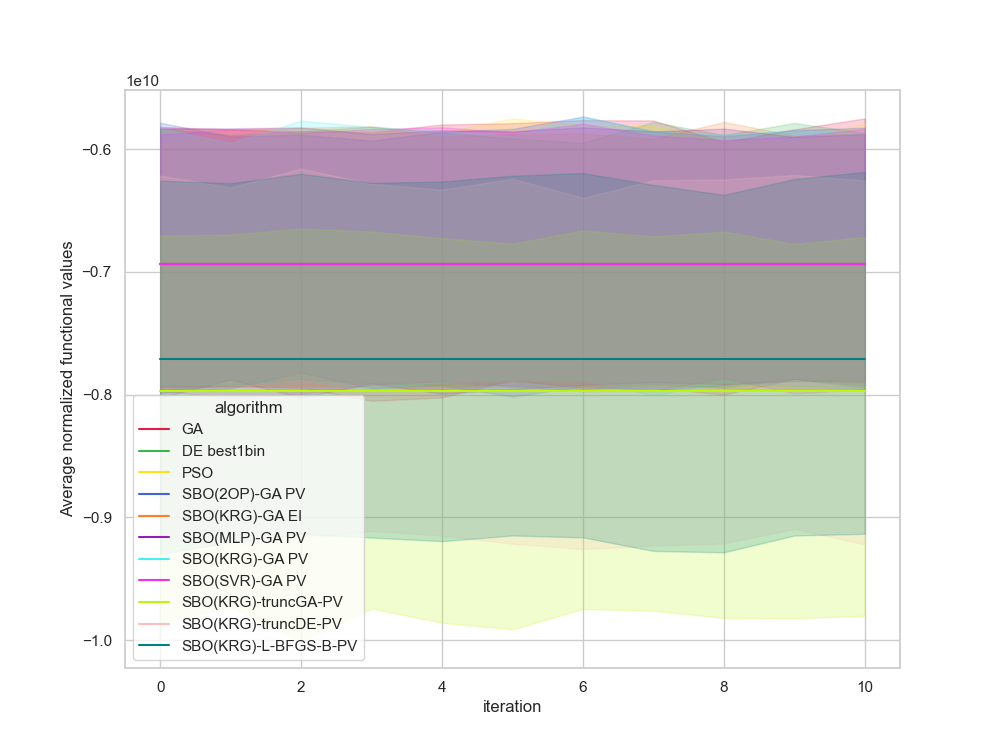 1e10
−0.6
−0.7
−0.8
−0.9
−1.0
Average normalized functional values
algorithm
GA
DE best1bin
PSO
SBO(2OP)-GA PV
SBO(KRG)-GA EI
SBO(MLP)-GA PV
SBO(KRG)-GA PV
SBO(SVR)-GA PV
SBO(KRG)-truncGA-PV
SBO(KRG)-truncDE-PV
SBO(KRG)-L-BFGS-B-PV
0 2 4 6 8 10
iteration